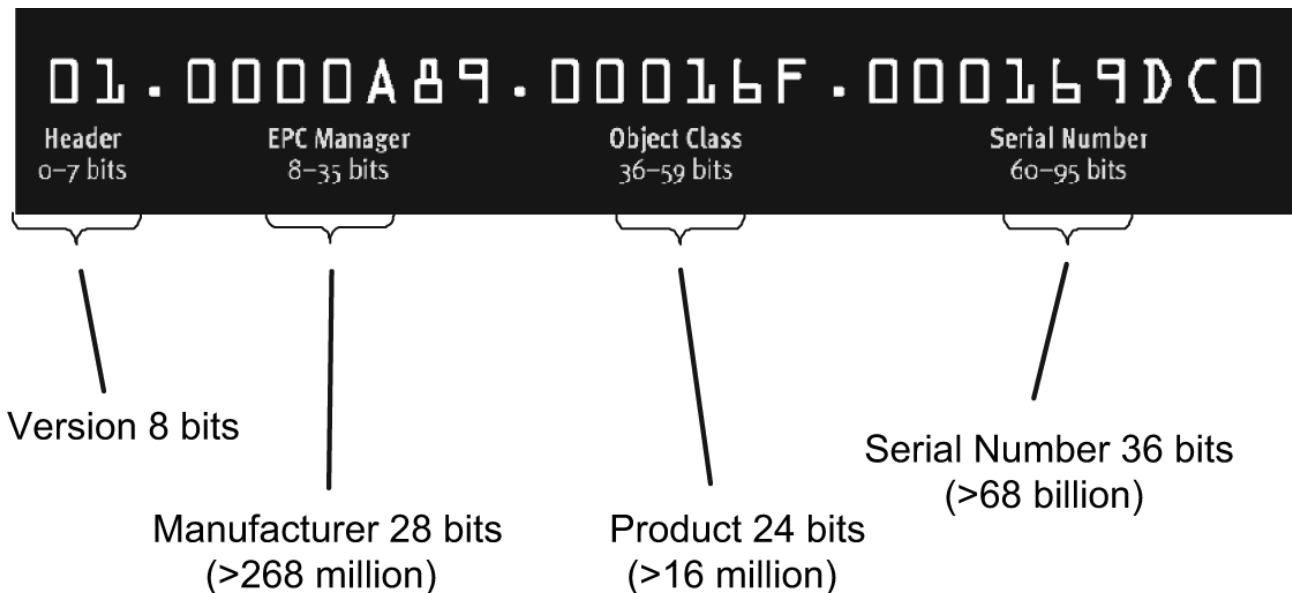 01.0000A89.00016F.000169DC0
Header EPC Manager Object Class Serial Number
0–7 bits 8–35 bits 36–59 bits 60–95 bits
Version 8 bits
Serial Number 36 bits
(>68 billion)
Manufacturer 28 bits
(>268 million)
Product 24 bits
(>16 million)